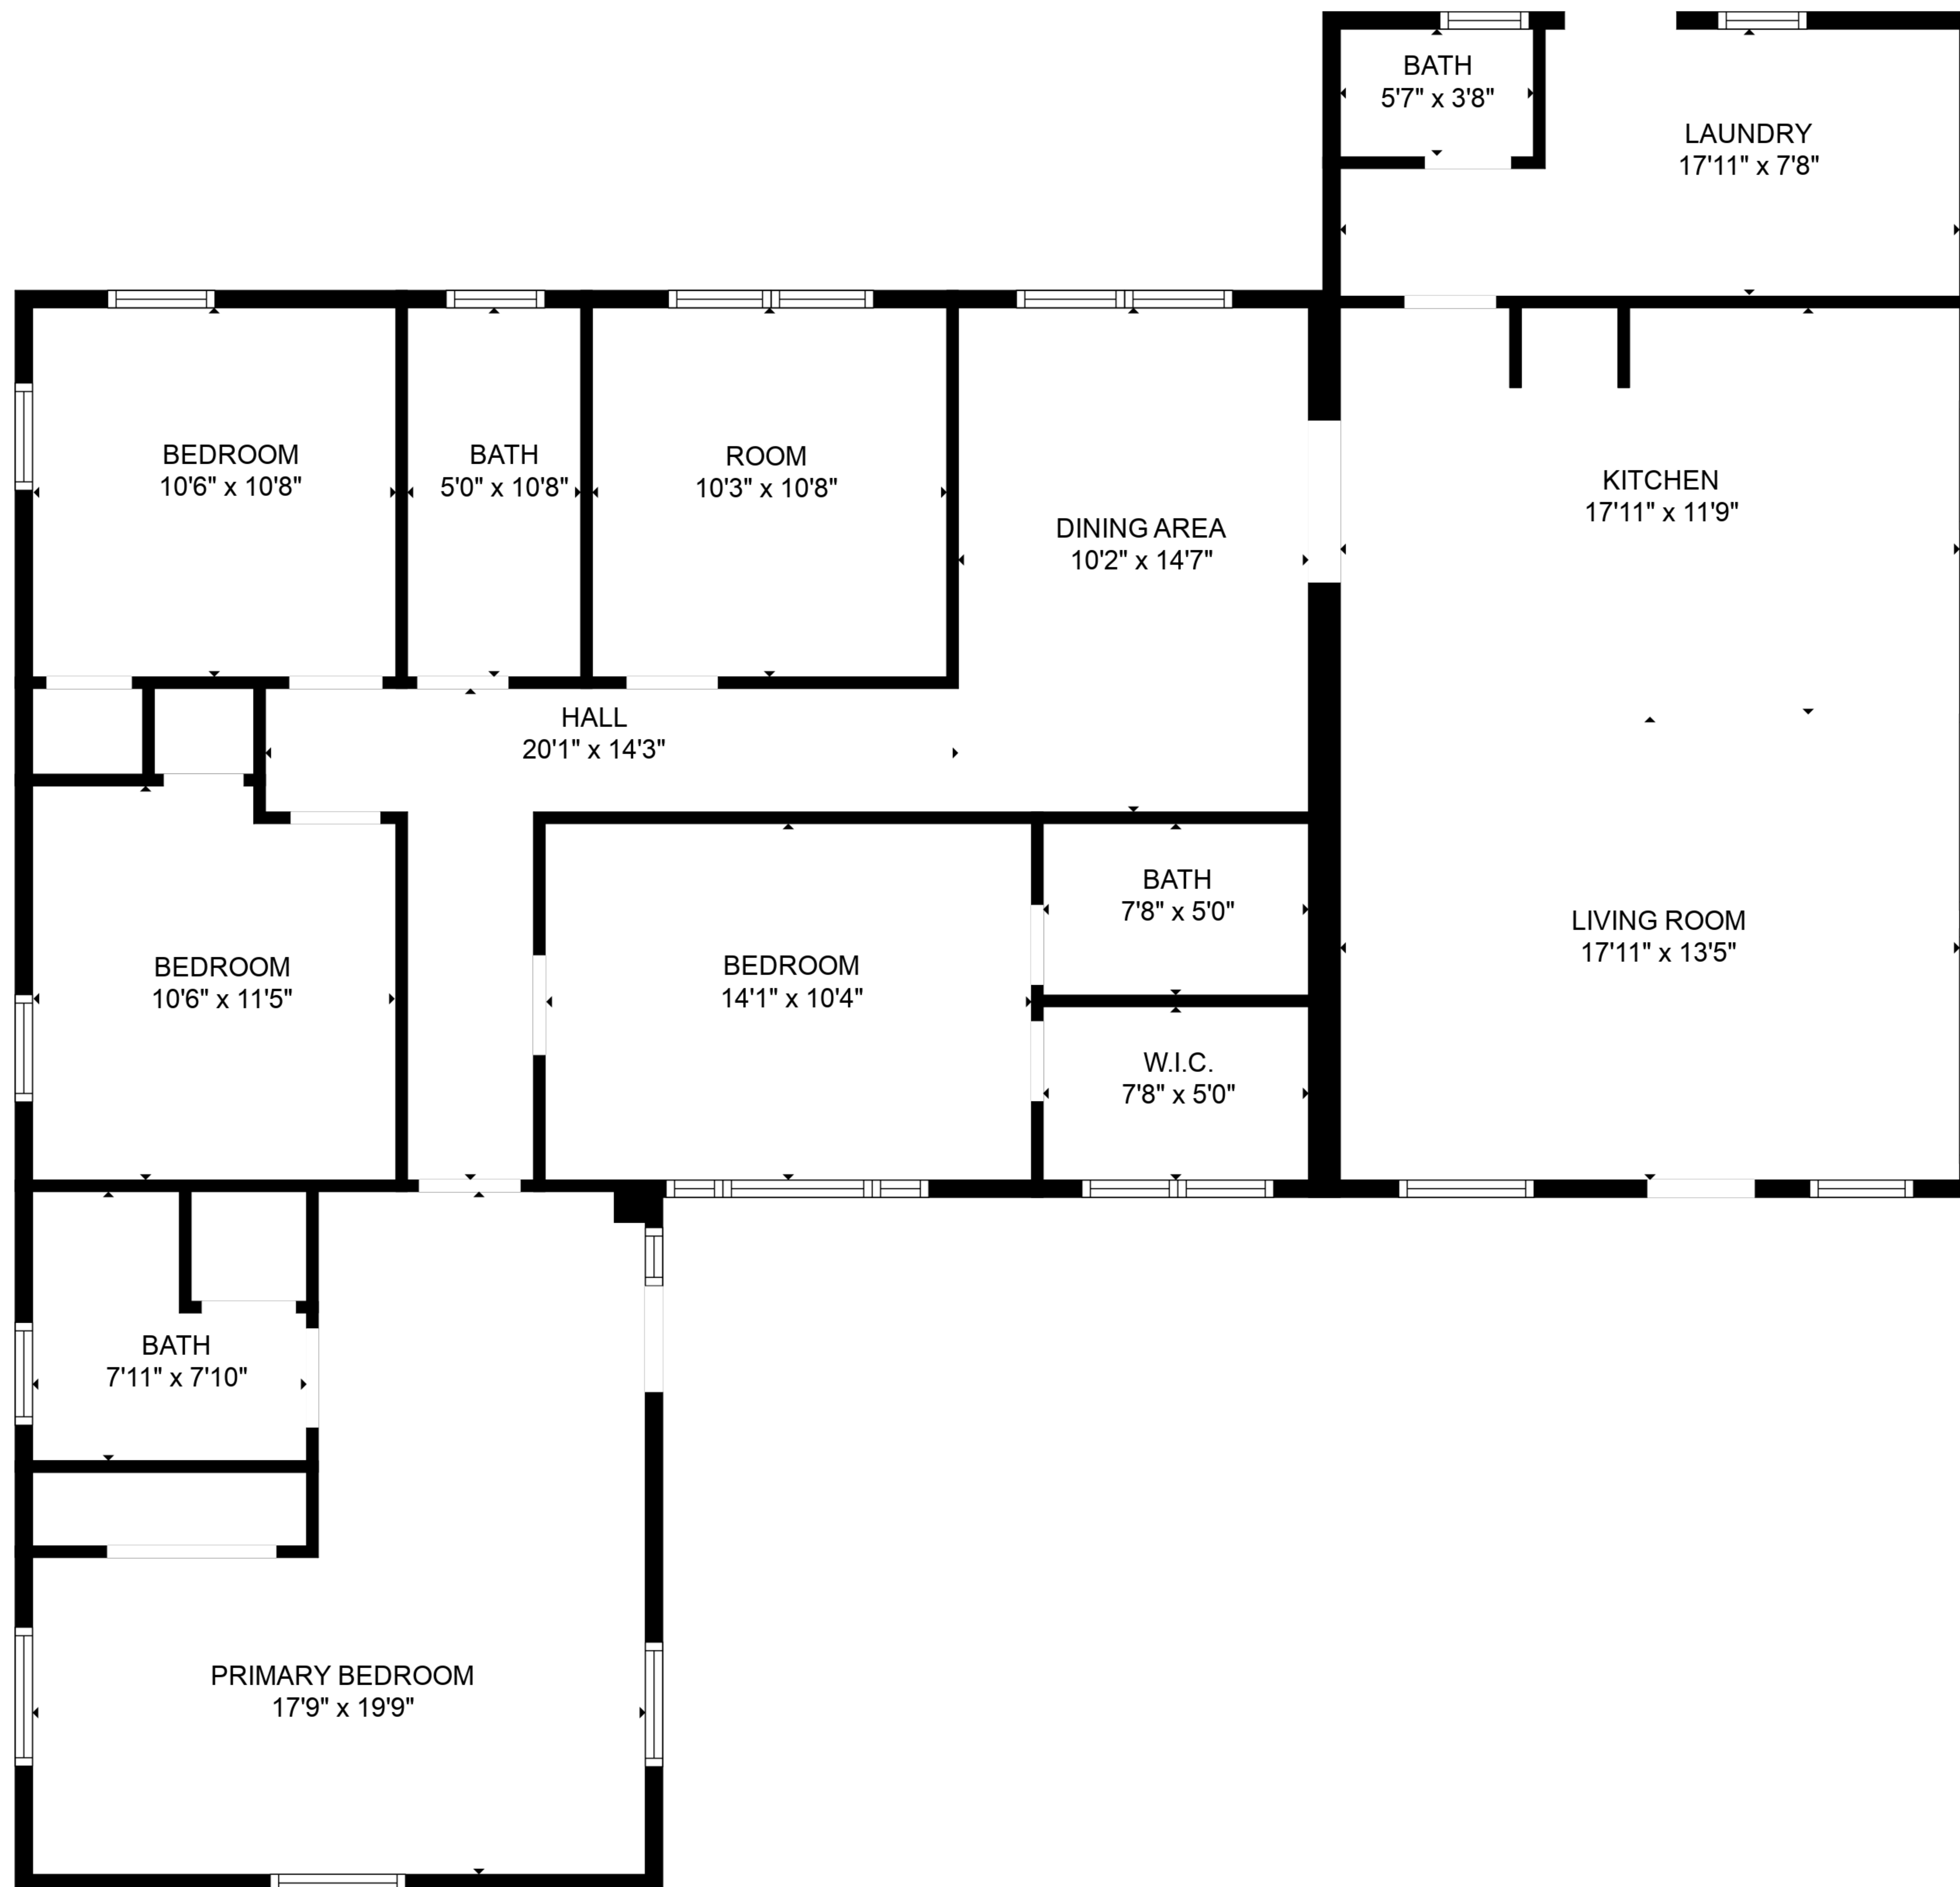 BATH
5'7" x 3'8"
LAUNDRY
17'11" x 7'8"
BEDROOM
10'6" x 10'8"
BATH
5'0" x 10'8"
ROOM
10'3" x 10'8"
DINING AREA
10'2" x 14'7"
KITCHEN
17'11" x 11'9"
HALL
20'1" x 14'3"
BEDROOM
10'6" x 11'5"
BEDROOM
14'1" x 10'4"
BATH
7'8" x 5'0"
W.I.C.
7'8" x 5'0"
LIVING ROOM
17'11" x 13'5"
BATH
7'11" x 7'10"
PRIMARY BEDROOM
17'9" x 19'9"